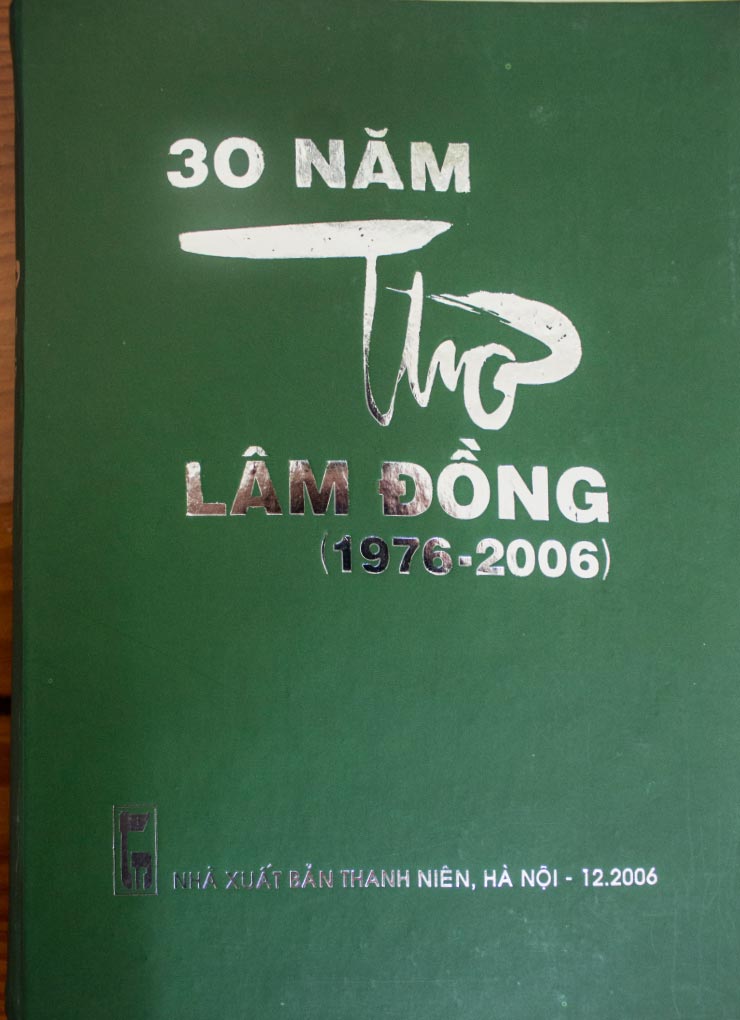 30 NĂM
Thơ
LÂM ĐỒNG
(1976-2006)
NHÀ XUẤT BẢN THANH NIÊN, HÀ NỘI - 12.2006